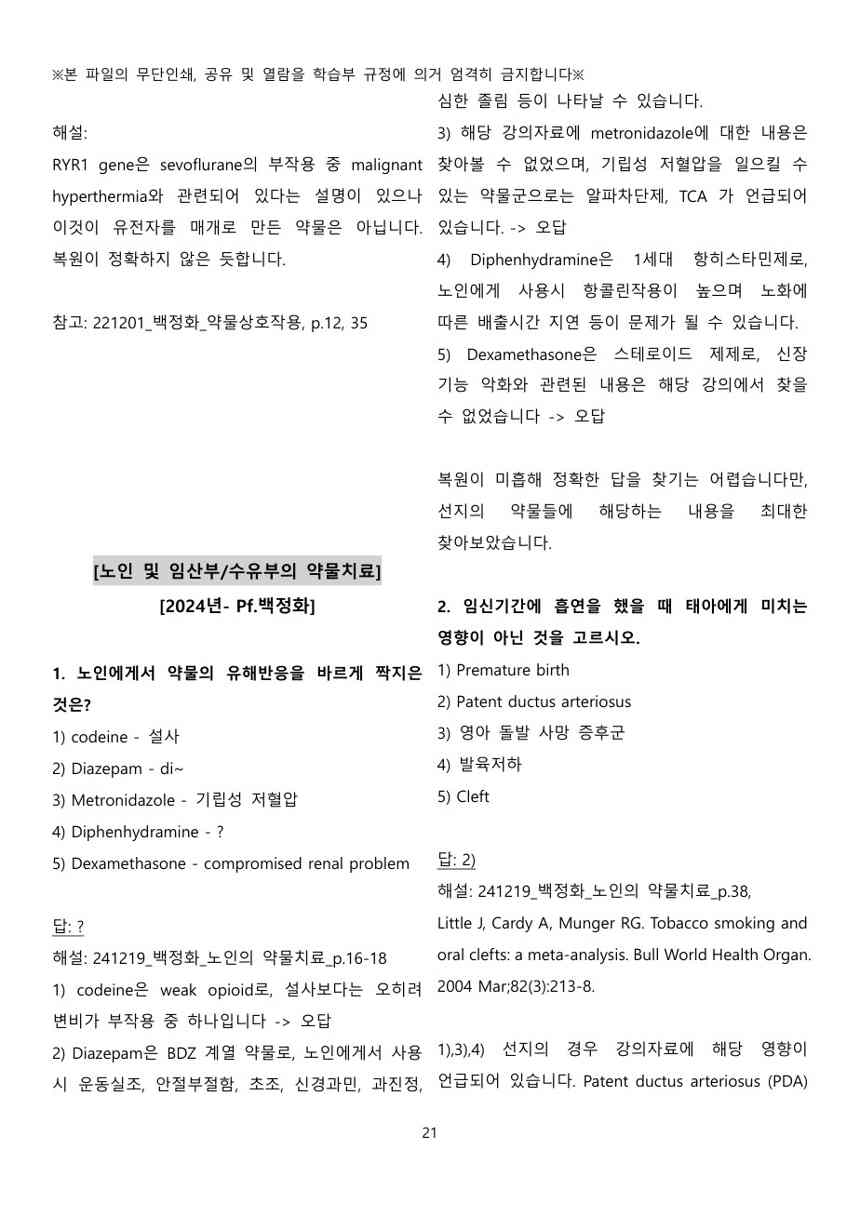 ※본 파일의 무단인쇄, 공유 및 열람을 학습부 규정에 의거 엄격히 금지합니다※
해설:
RYR1 gene은 sevoflurane의 부작용 중 malignant
hyperthermia와 관련되어 있다는 설명이 있으나
이것이 유전자를 매개로 만든 약물은 아닙니다.
복원이 정확하지 않은 듯합니다.
참고: 221201_백정화_약물상호작용, p.12, 35
[노인 및 임산부/수유부의 약물치료]
[2024년- Pf.백정화]
1. 노인에게서 약물의 유해반응을 바르게 짝지은
것은?
1) codeine - 설사
2) Diazepam - di~
3) Metronidazole - 기립성 저혈압
4) Diphenhydramine - ?
5) Dexamethasone - compromised renal problem
답: ?
해설: 241219_백정화_노인의 약물치료_p.16-18
1) codeine은 weak opioid로, 설사보다는 오히려
변비가 부작용 중 하나입니다 -> 오답
2) Diazepam은 BDZ 계열 약물로, 노인에게서 사용
시 운동실조, 안절부절함, 초조, 신경과민, 과진정,
심한 졸림 등이 나타날 수 있습니다.
3) 해당 강의자료에 metronidazole에 대한 내용은
찾아볼 수 없었으며, 기립성 저혈압을 일으킬 수
있는 약물군으로는 알파차단제, TCA 가 언급되어
있습니다. -> 오답
4) Diphenhydramine은 1세대 항히스타민제로,
노인에게 사용시 항콜린작용이 높으며 노화에
따른 배출시간 지연 등이 문제가 될 수 있습니다.
5) Dexamethasone은 스테로이드 제제로, 신장
기능 악화와 관련된 내용은 해당 강의에서 찾을
수 없었습니다 -> 오답
복원이 미흡해 정확한 답을 찾기는 어렵습니다만,
선지의 약물들에 해당하는 내용을 최대한
찾아보았습니다.
2. 임신기간에 흡연을 했을 때 태아에게 미치는
영향이 아닌 것을 고르시오.
1) Premature birth
2) Patent ductus arteriosus
3) 영아 돌발 사망 증후군
4) 발육저하
5) Cleft
답: 2)
해설: 241219_백정화_노인의 약물치료_p.38,
Little J, Cardy A, Munger RG. Tobacco smoking and
oral clefts: a meta-analysis. Bull World Health Organ.
2004 Mar;82(3):213-8.
1),3),4) 선지의 경우 강의자료에 해당 영향이
언급되어 있습니다. Patent ductus arteriosus (PDA)
21